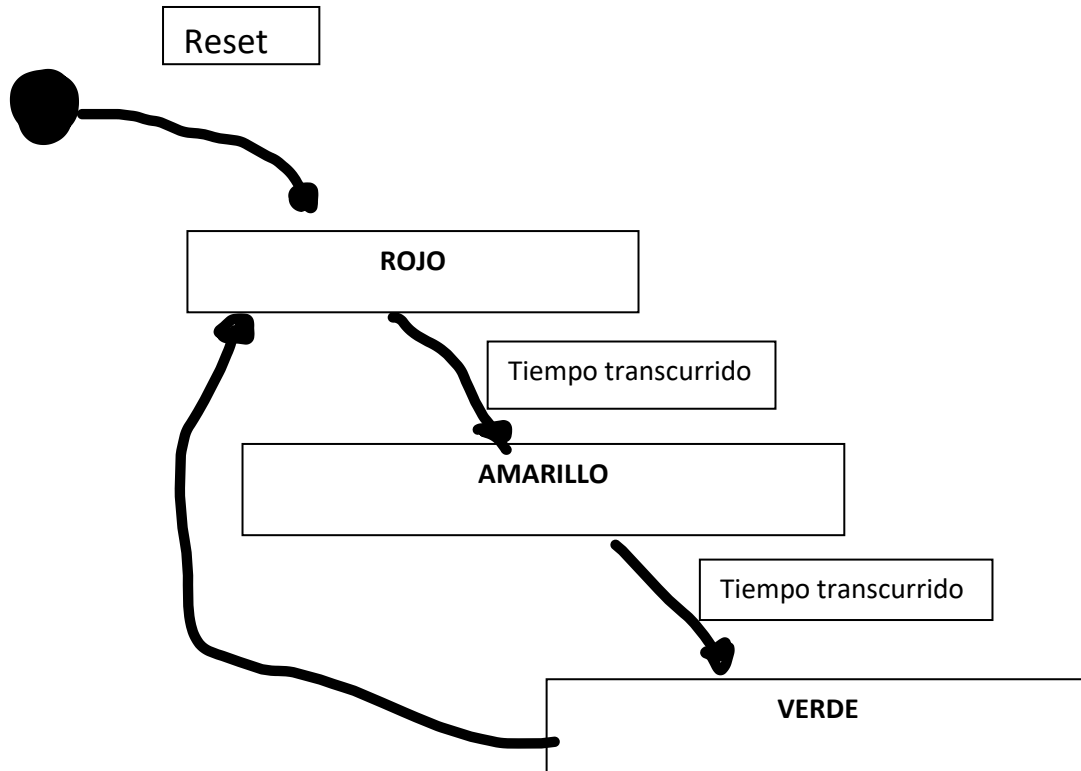 Reset
ROJO
Tiempo transcurrido
AMARILLO
Tiempo transcurrido
VERDE